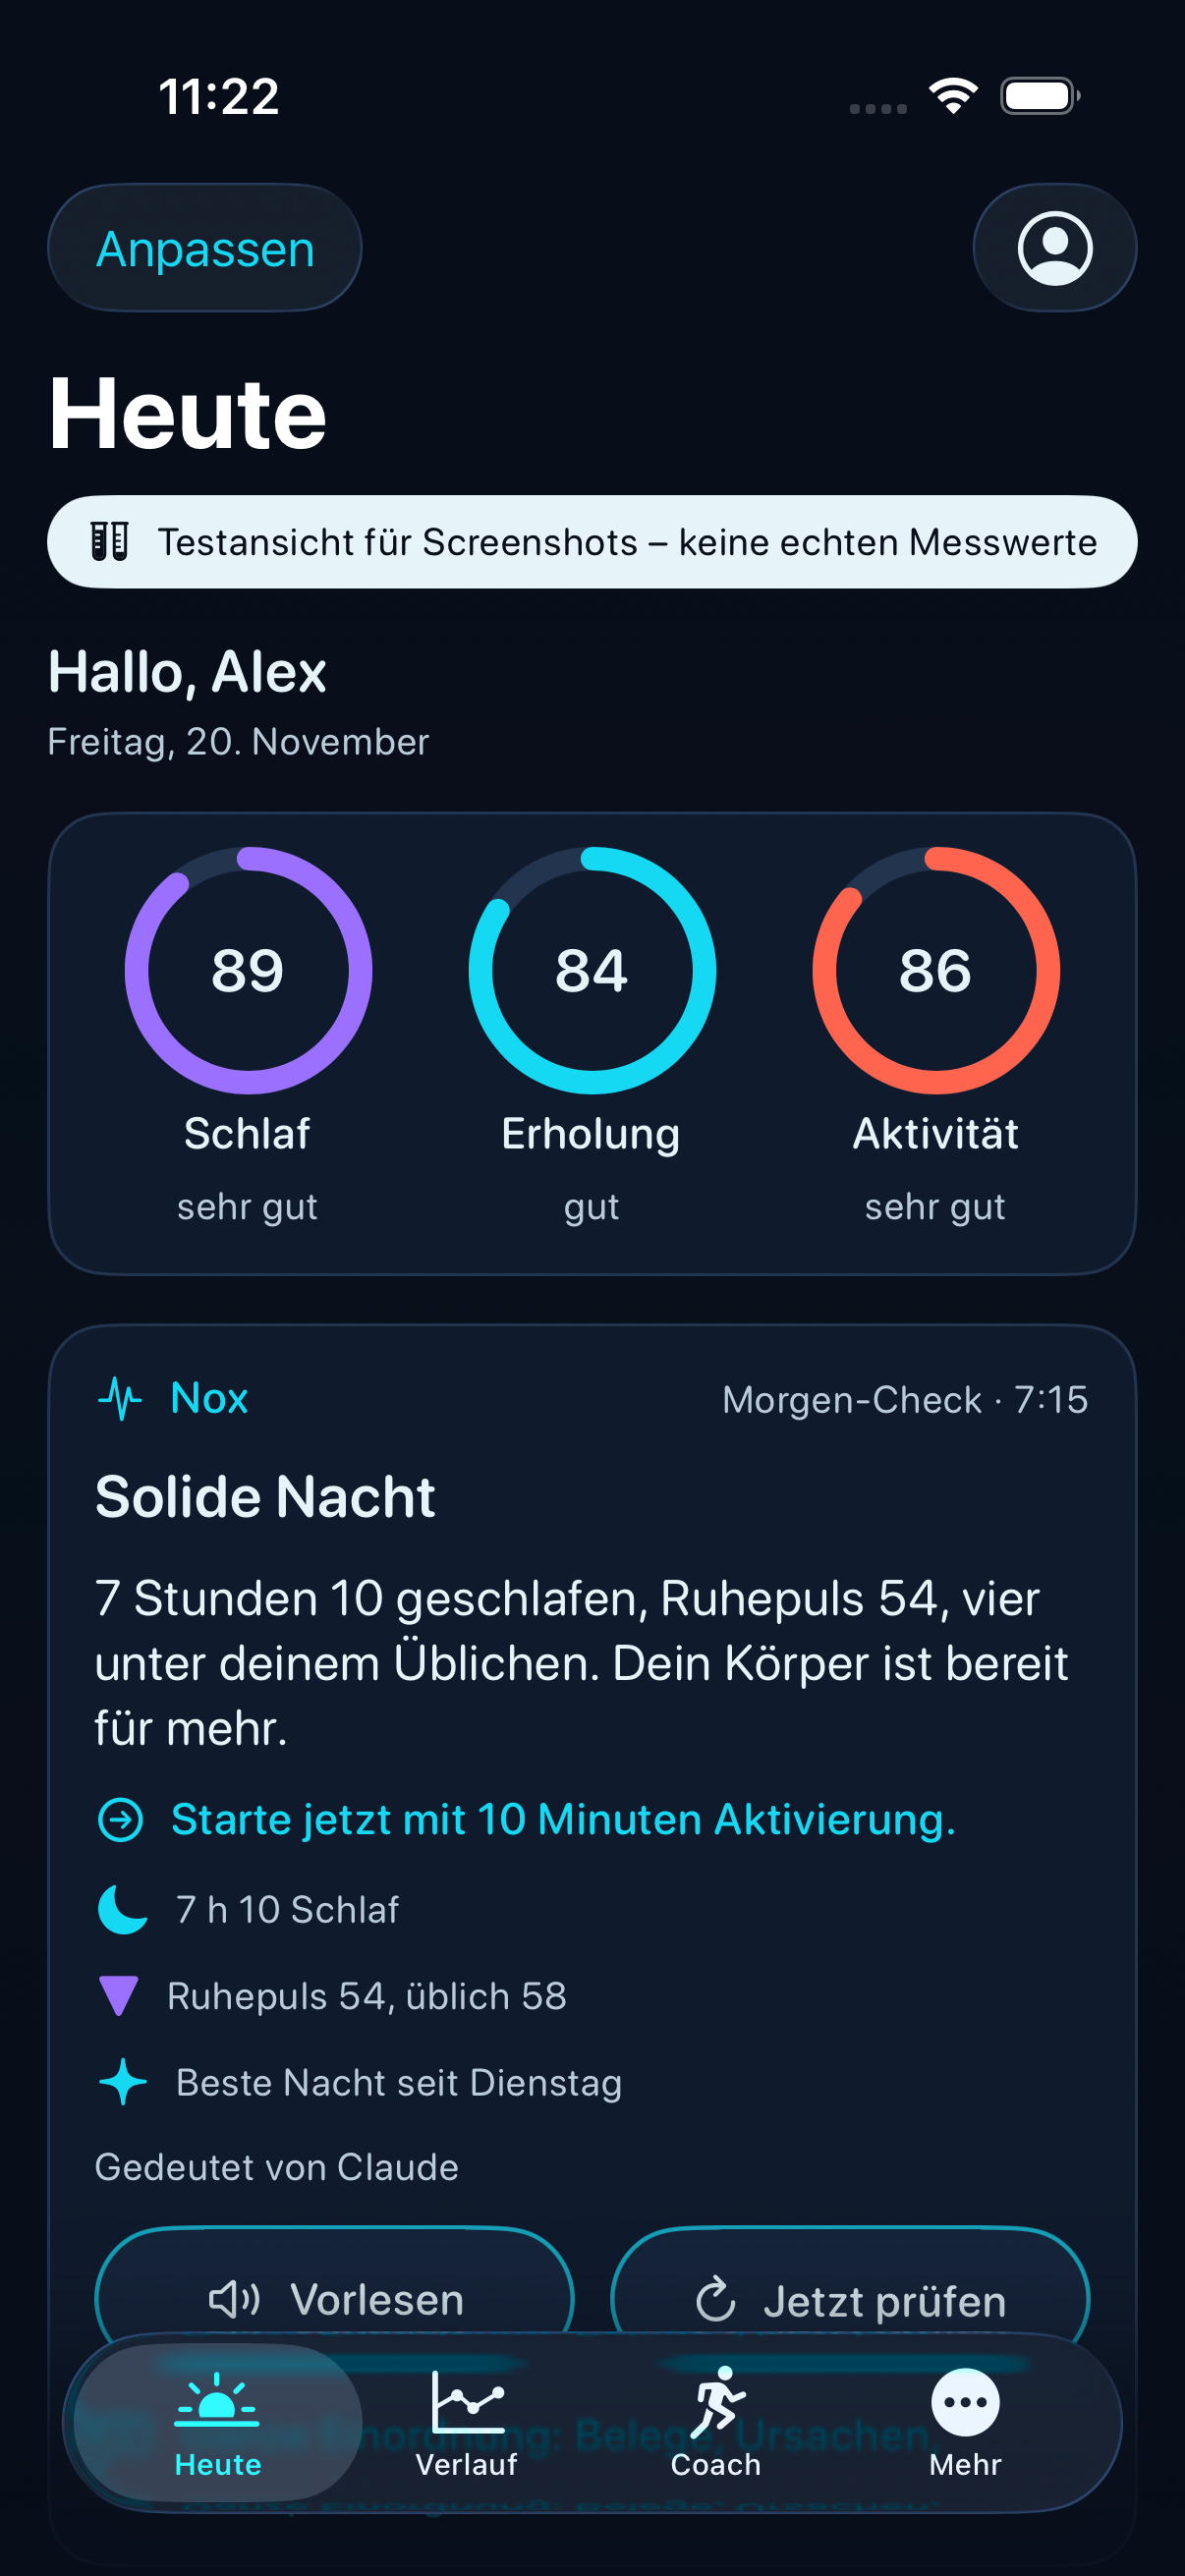 11:22
Anpassen
Heute
Testansicht für Screenshots – keine echten Messwerte
Hallo, Alex
Freitag, 20. November
89
84
86
Schlaf
Erholung
Aktivität
sehr gut
gut
sehr gut
Nox
Morgen-Check · 7:15
Solide Nacht
7 Stunden 10 geschlafen, Ruhepuls 54, vier
unter deinem Üblichen. Dein Körper ist bereit
für mehr.
Starte jetzt mit 10 Minuten Aktivierung.
7 h 10 Schlaf
Ruhepuls 54, üblich 58
Beste Nacht seit Dienstag
Gedeutet von Claude
Vorlesen
Jetzt prüfen
Belege, Ursachen,
Heute
Verlauf
Coach
Mehr